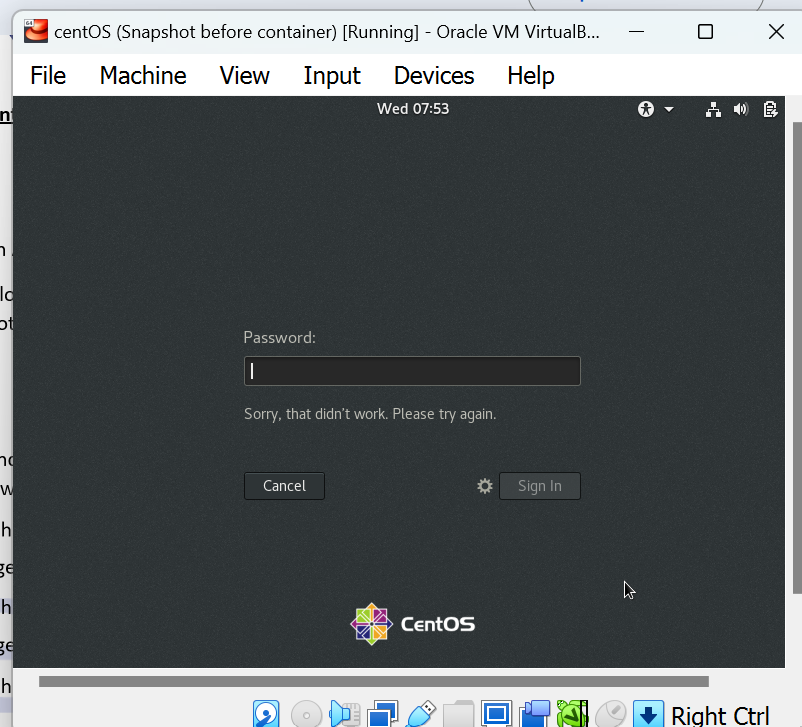 centOS (Snapshot before container) [Running] - Oracle VM VirtualB...
File Machine View Input Devices Help
Wed 07:53
Password:
Sorry, that didn't work. Please try again.
Cancel
Sign In
CentOS
Right Ctrl